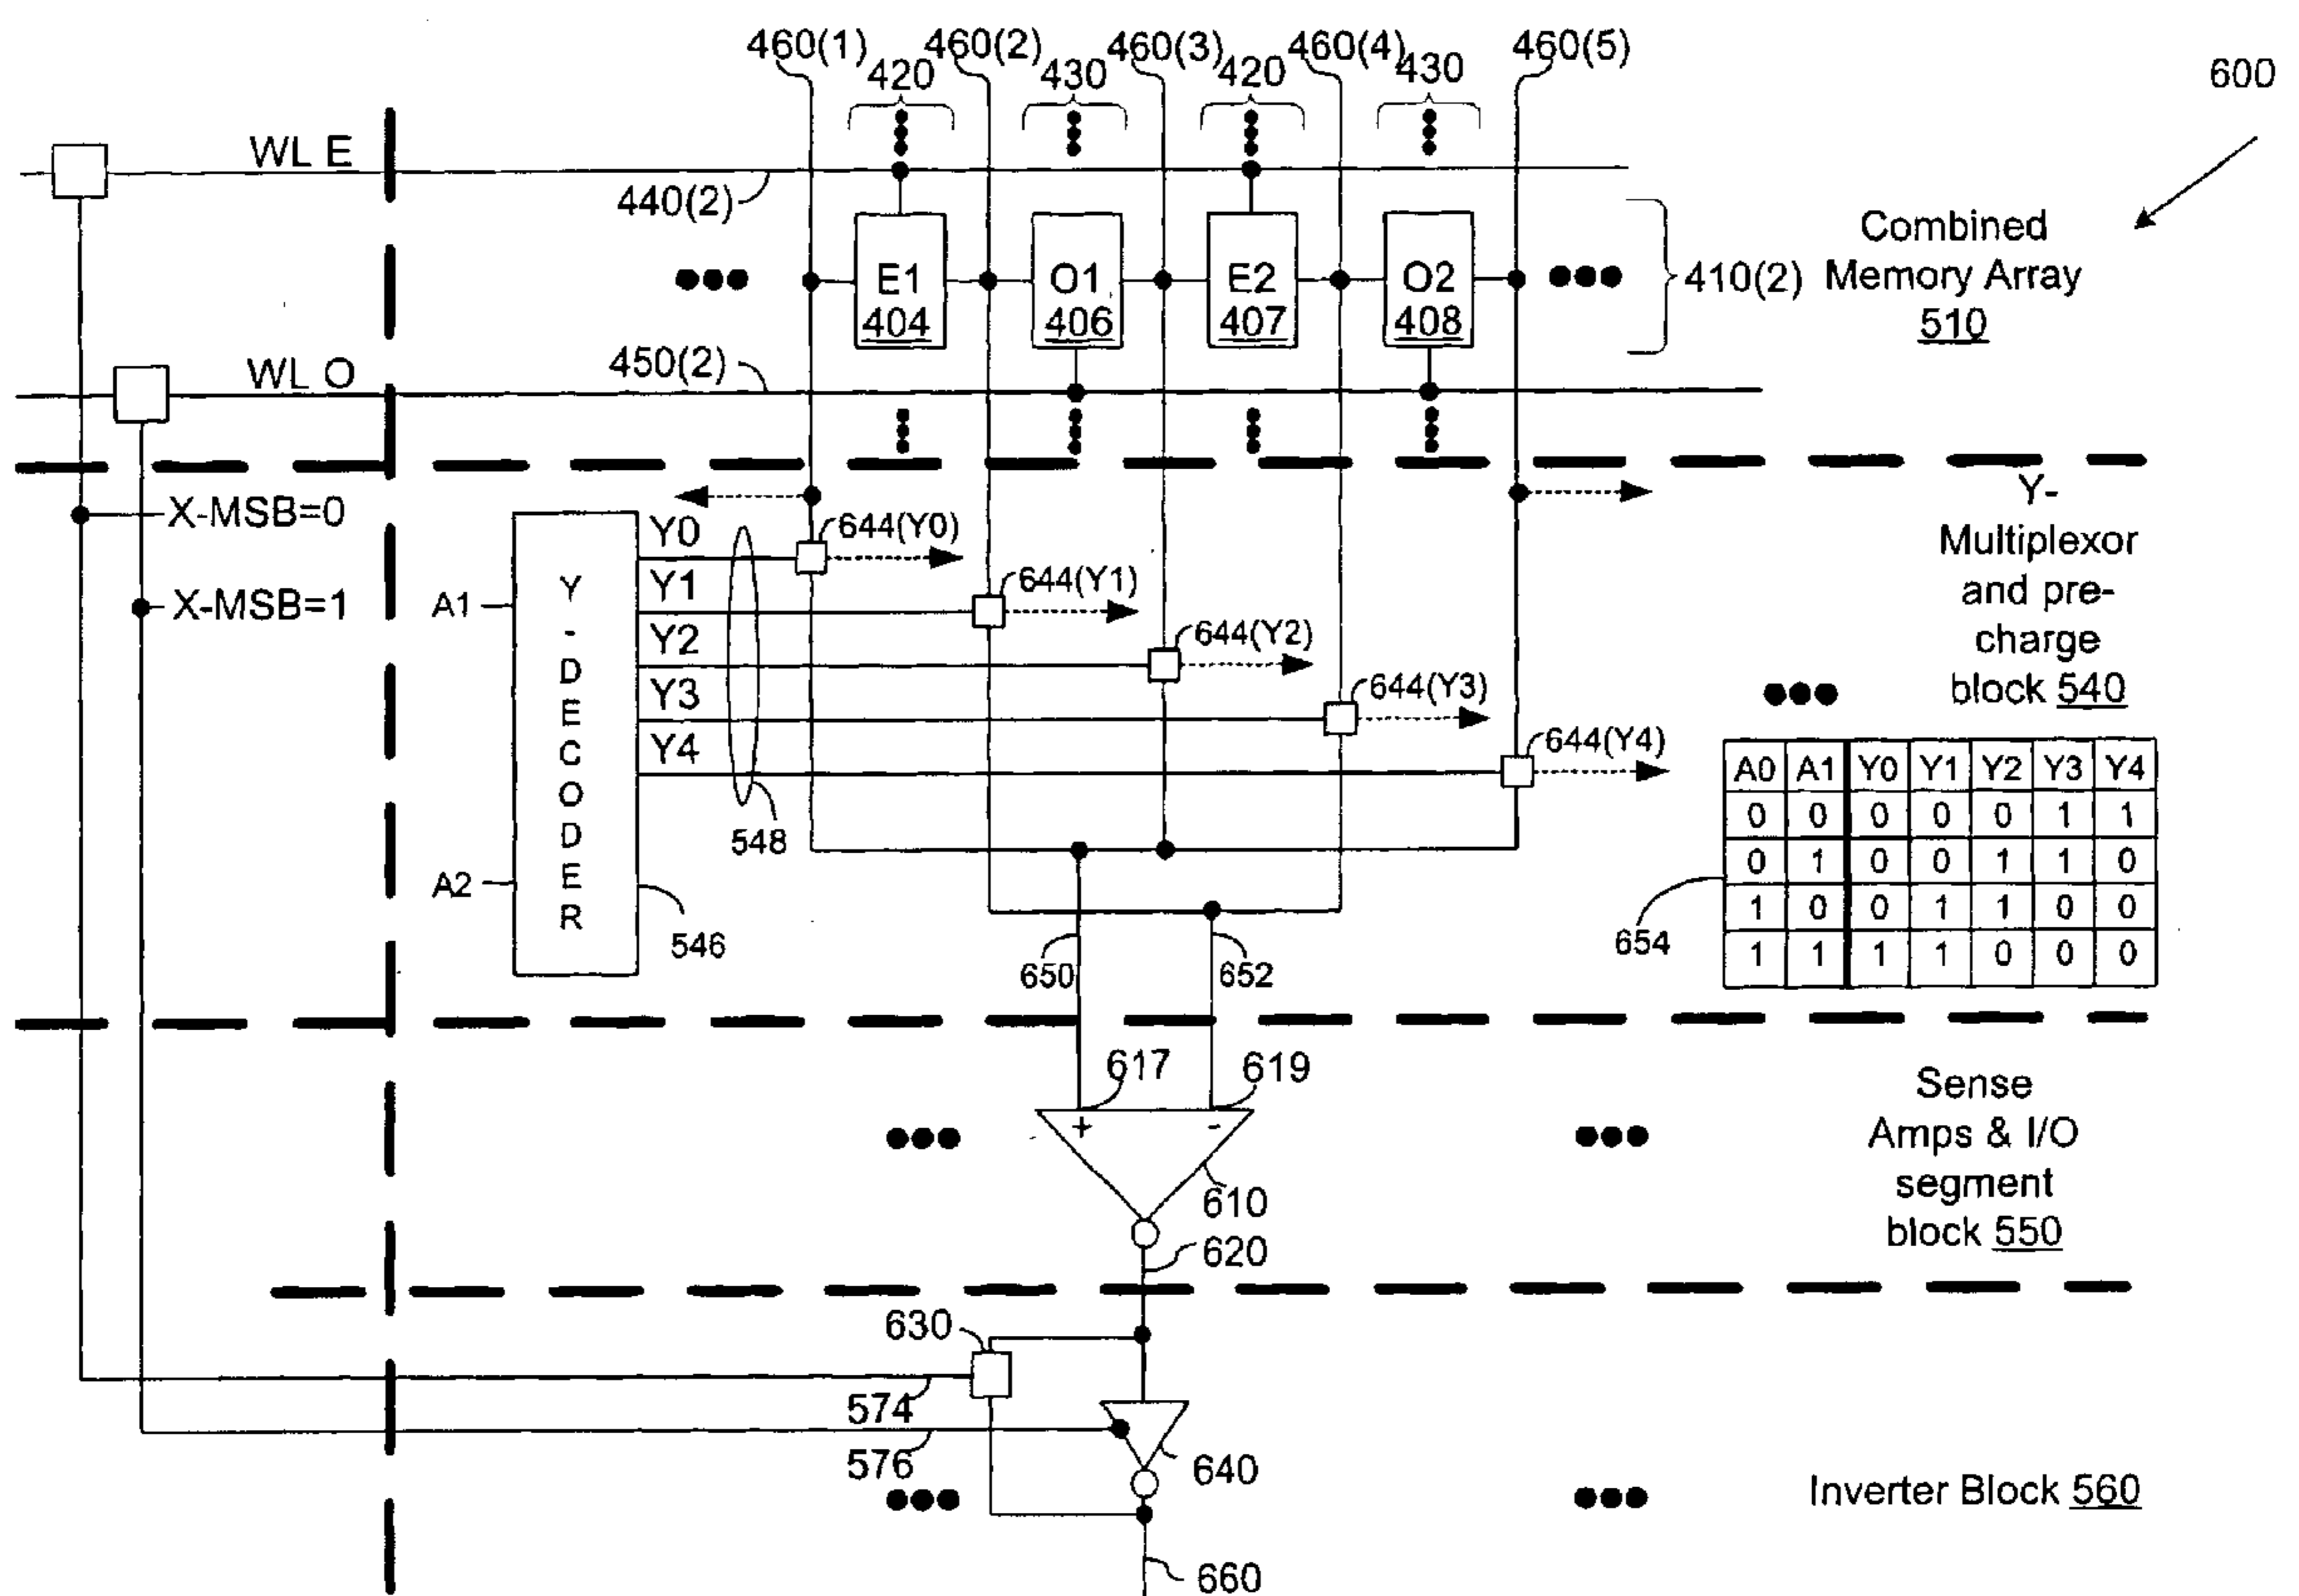 460(1) 460(2) 460(3) 460(4) 460(5)
420 430 420 430
600
WL E
440(2)
E1
404
O1
406
E2
407
O2
408
410(2)
Combined
Memory Array
510
WL O
450(2)
X-MSB=0
X-MSB=1
Y-
Multiplexor
and pre-
charge
block 540
Y0
Y1
Y2
Y3
Y4
644(Y0)
644(Y1)
644(Y2)
644(Y3)
644(Y4)
A1
A2
Y
-
D
E
C
O
D
E
R
548
546
650
652
A0 A1 Y0 Y1 Y2 Y3 Y4
0 0 0 0 0 1 1
0 1 0 0 1 1 0
1 0 0 1 1 0 0
1 1 1 1 0 0 0
654
617
619
+ -
610
620
Sense
Amps & I/O
segment
block 550
630
574
576
640
660
Inverter Block 560